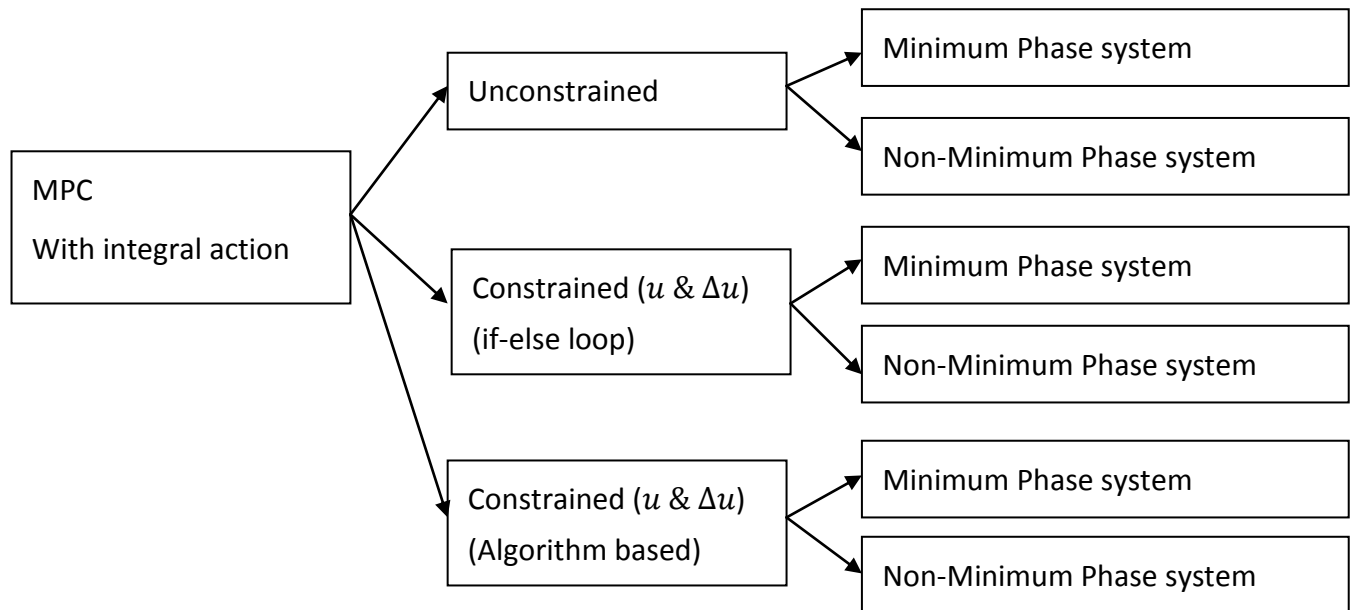 MPC
With integral action
Unconstrained
Minimum Phase system
Non-Minimum Phase system
Constrained (𝑢 & Δ𝑢)
(if-else loop)
Minimum Phase system
Non-Minimum Phase system
Constrained (𝑢 & Δ𝑢)
(Algorithm based)
Minimum Phase system
Non-Minimum Phase system